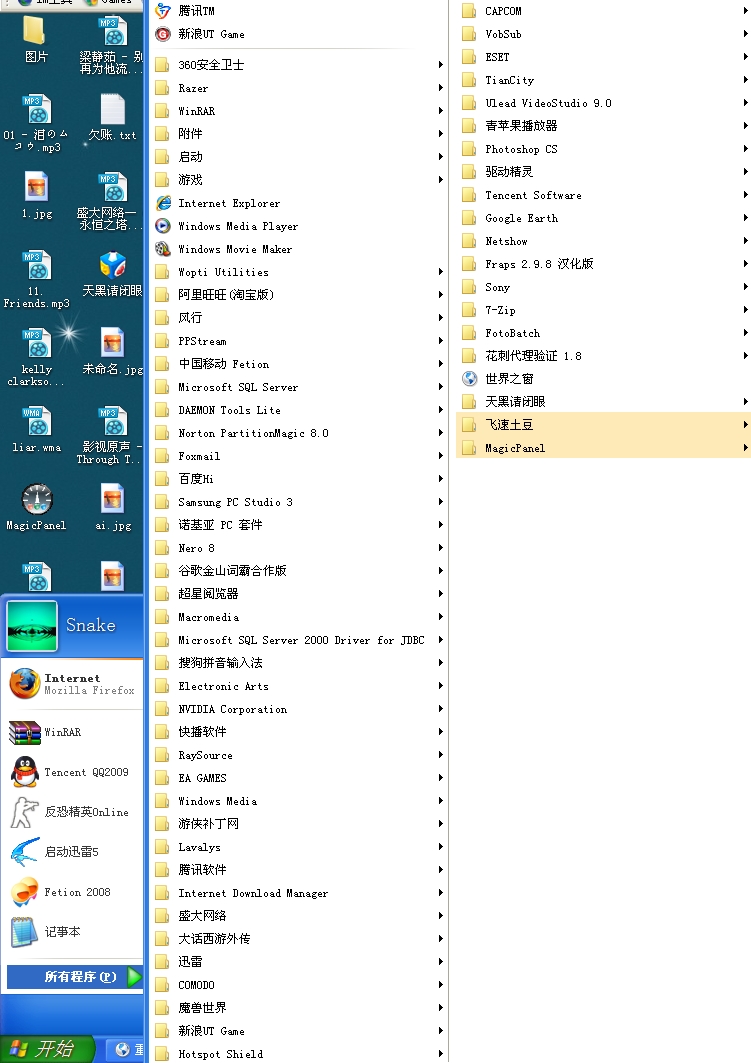 im工具
Games
图片
梁静茹 - 别
再为他流...
01 - 泪のム
コウ.mp3
欠账.txt
1.jpg
盛大网络—
永恒之塔...
11.
Friends.mp3
天黑请闭眼
kelly
clarkso...
未命名.jpg
liar.wma
影视原声 -
Through T...
MagicPanel
ai.jpg
Snake
Internet
Mozilla Firefox
WinRAR
Tencent QQ2009
反恐精英Online
启动迅雷5
Fetion 2008
记事本
所有程序(P)
开始
腾讯TM
新浪UT Game
360安全卫士
Razer
WinRAR
附件
启动
游戏
Internet Explorer
Windows Media Player
Windows Movie Maker
Wopti Utilities
阿里旺旺(淘宝版)
风行
PPStream
中国移动 Fetion
Microsoft SQL Server
DAEMON Tools Lite
Norton PartitionMagic 8.0
Foxmail
百度Hi
Samsung PC Studio 3
诺基亚 PC 套件
Nero 8
谷歌金山词霸合作版
超星阅览器
Macromedia
Microsoft SQL Server 2000 Driver for JDBC
搜狗拼音输入法
Electronic Arts
NVIDIA Corporation
快播软件
RaySource
EA GAMES
Windows Media
游侠补丁网
Lavalys
腾讯软件
Internet Download Manager
盛大网络
大话西游外传
迅雷
COMODO
魔兽世界
新浪UT Game
Hotspot Shield
CAPCOM
VobSub
ESET
TianCity
Ulead VideoStudio 9.0
青苹果播放器
Photoshop CS
驱动精灵
Tencent Software
Google Earth
Netshow
Fraps 2.9.8 汉化版
Sony
7-Zip
FotoBatch
花刺代理验证 1.8
世界之窗
天黑请闭眼
飞速土豆
MagicPanel